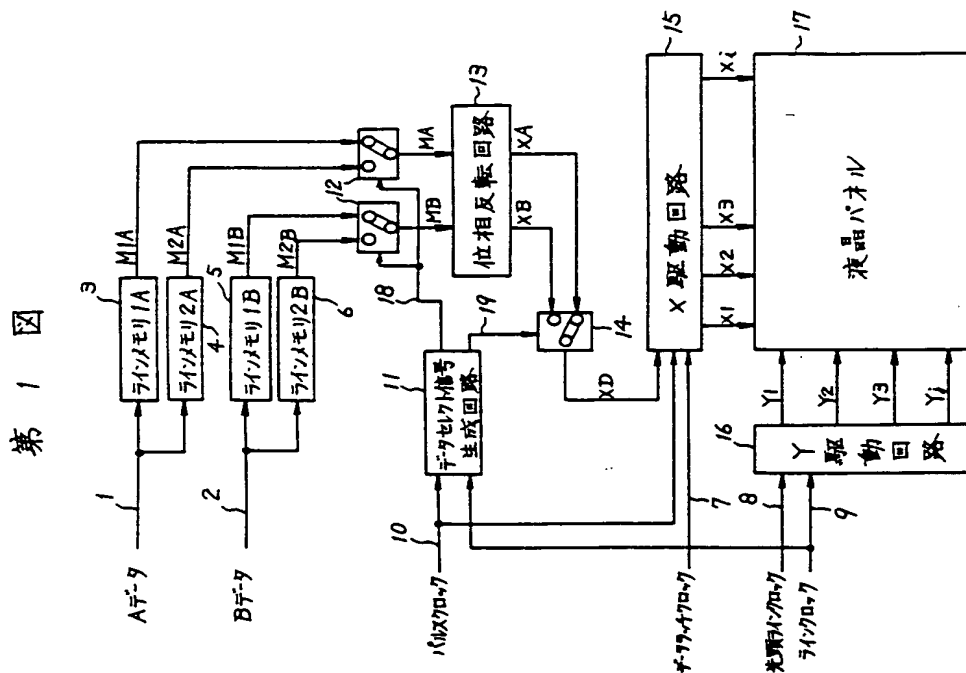 第 1 図
Aデータ
1
Bデータ
2
3
ラインメモリ1A
M1A
ラインメモリ2A
4
M2A
5
ラインメモリ1B
M1B
ラインメモリ2B
6
M2B
12
12
MA
MB
13
位相反転回路
XA
XB
18
19
11
データセレクト信号
生成回路
14
XD
パルスクロック
10
15
X 駆動回路
X1
X2
X3
Xi
データラッチクロック
7
先頭ラインクロック
8
ラインクロック
9
16
Y 駆動回路
Y1
Y2
Y3
Yj
17
液晶パネル